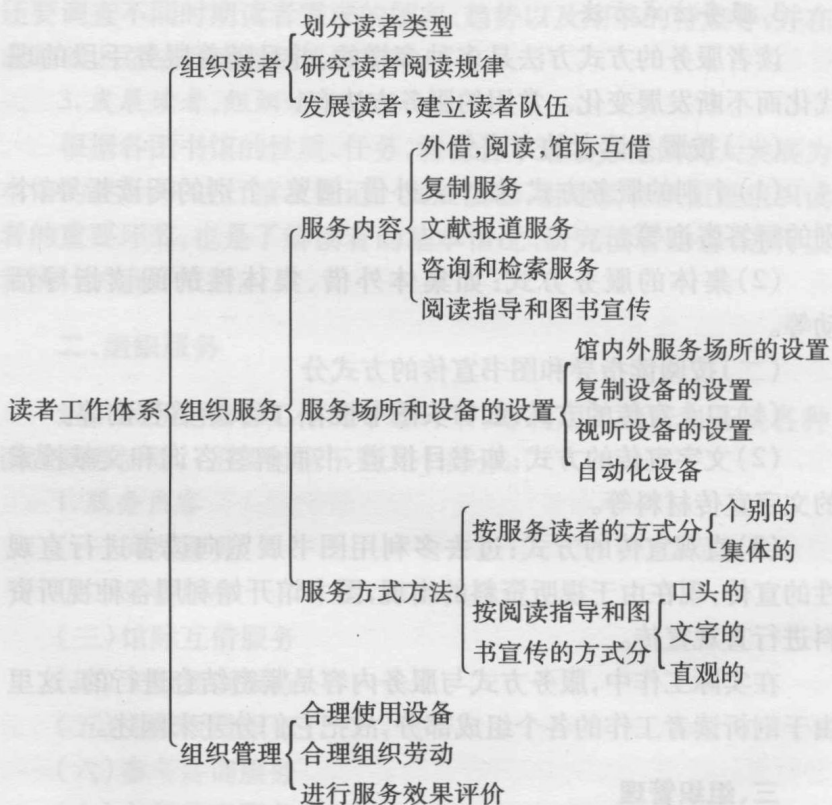 划分读者类型
组织读者
研究读者阅读规律
发展读者,建立读者队伍
外借,阅读,馆际互借
复制服务
服务内容
文献报道服务
咨询和检索服务
阅读指导和图书宣传
馆内外服务场所的设置
复制设备的设置
读者工作体系
组织服务
服务场所和设备的设置
视听设备的设置
自动化设备
按服务读者的方式分
个别的
集体的
服务方式方法
按阅读指导和图
书宣传的方式分
口头的
文字的
直观的
合理使用设备
组织管理
合理组织劳动
进行服务效果评价